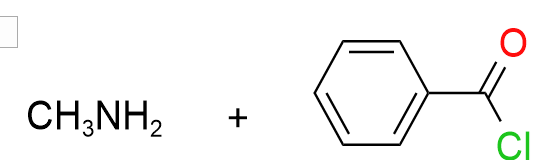 O
CH₃NH₂ +
Cl